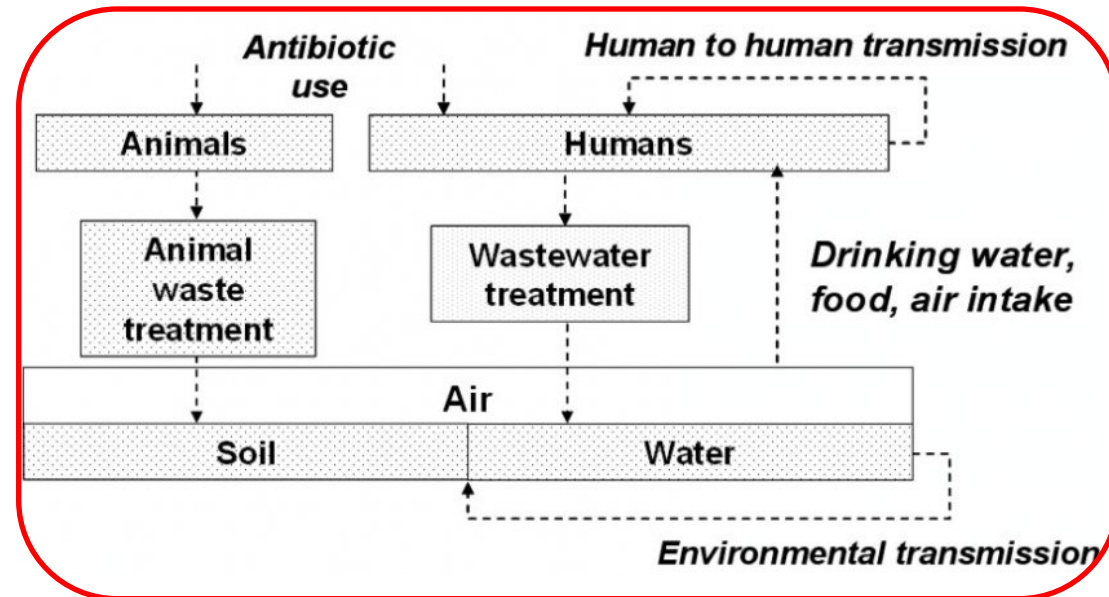 Antibiotic
use
Human to human transmission
Animals
Humans
Animal
waste
treatment
Wastewater
treatment
Drinking water,
food, air intake
Air
Soil
Water
Environmental transmission